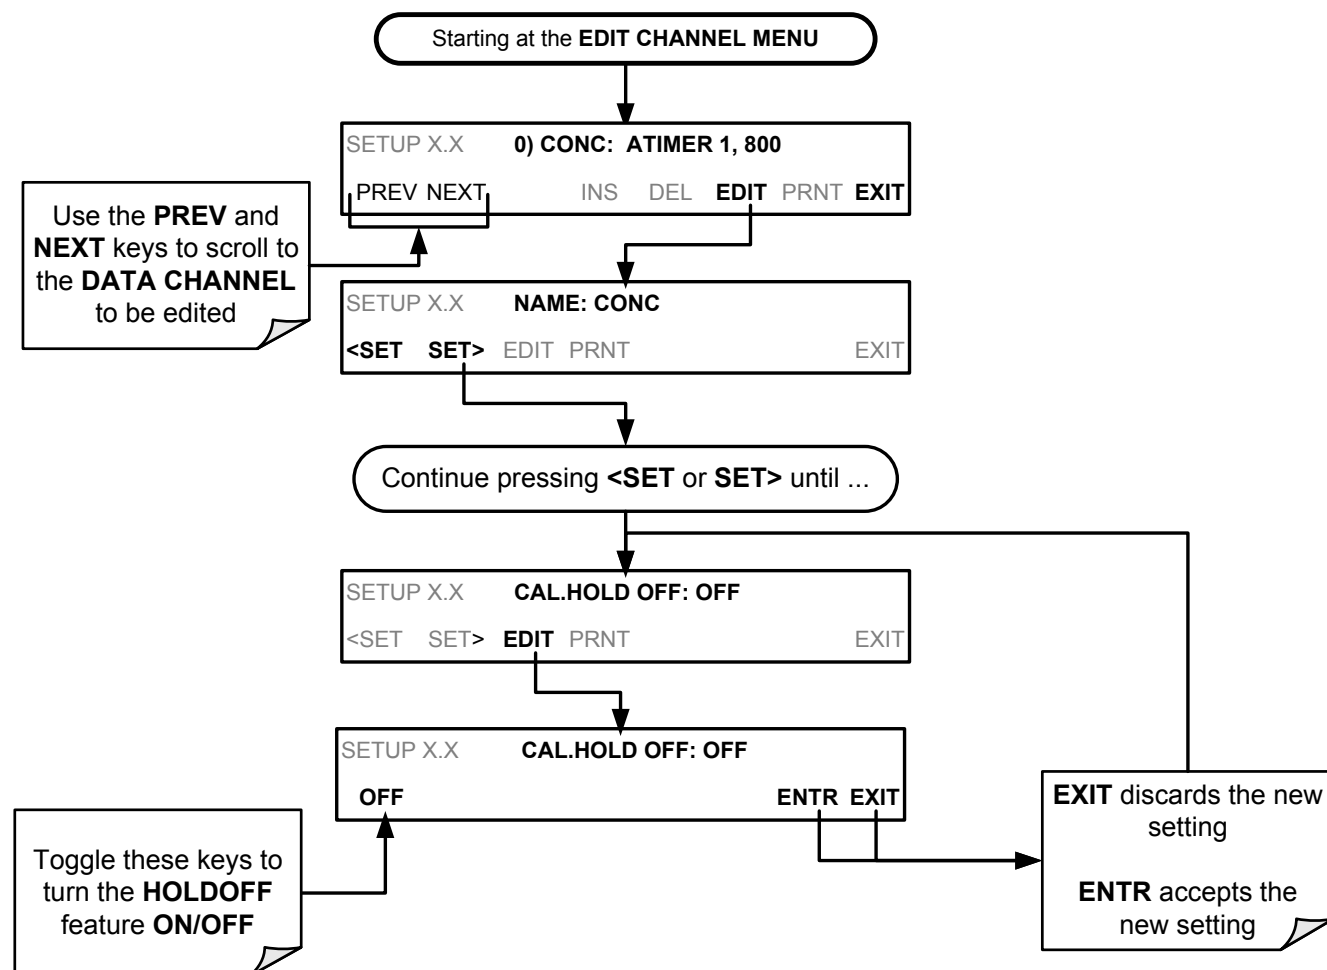 Starting at the EDIT CHANNEL MENU
SETUP X.X 0) CONC: ATIMER 1, 800
PREV NEXT INS DEL EDIT PRNT EXIT
Use the PREV and
NEXT keys to scroll to
the DATA CHANNEL
to be edited
SETUP X.X NAME: CONC
<SET SET> EDIT PRNT EXIT
Continue pressing <SET or SET> until ...
SETUP X.X CAL.HOLD OFF: OFF
<SET SET> EDIT PRNT EXIT
SETUP X.X CAL.HOLD OFF: OFF
OFF ENTR EXIT
Toggle these keys to
turn the HOLDOFF
feature ON/OFF
EXIT discards the new
setting
ENTR accepts the
new setting